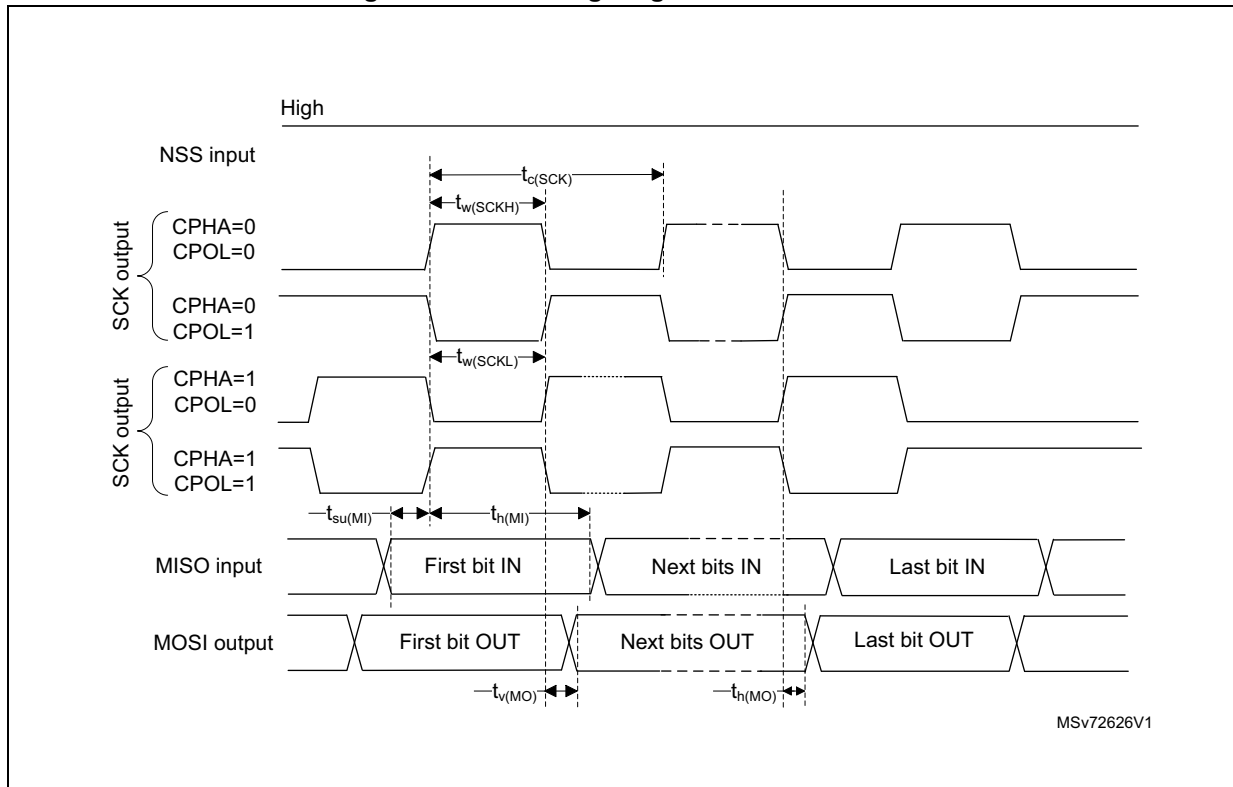 High
NSS input
tc(SCK)
tw(SCKH)
SCK output
CPHA=0
CPOL=0
CPHA=0
CPOL=1
tw(SCKL)
SCK output
CPHA=1
CPOL=0
CPHA=1
CPOL=1
tsu(MI)
th(MI)
MISO input
First bit IN
Next bits IN
Last bit IN
MOSI output
First bit OUT
Next bits OUT
Last bit OUT
tv(MO)
th(MO)
MSv72626V1